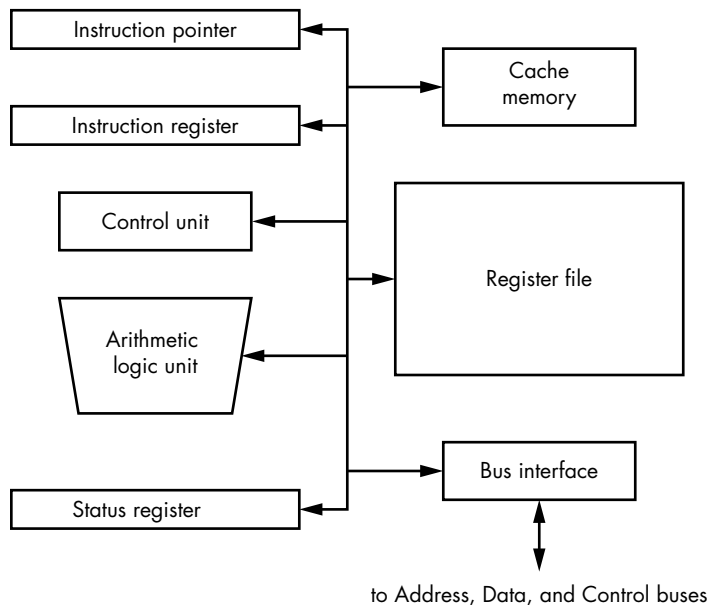 Instruction pointer
Cache
memory
Instruction register
Control unit
Register file
Arithmetic
logic unit
Bus interface
Status register
to Address, Data, and Control buses